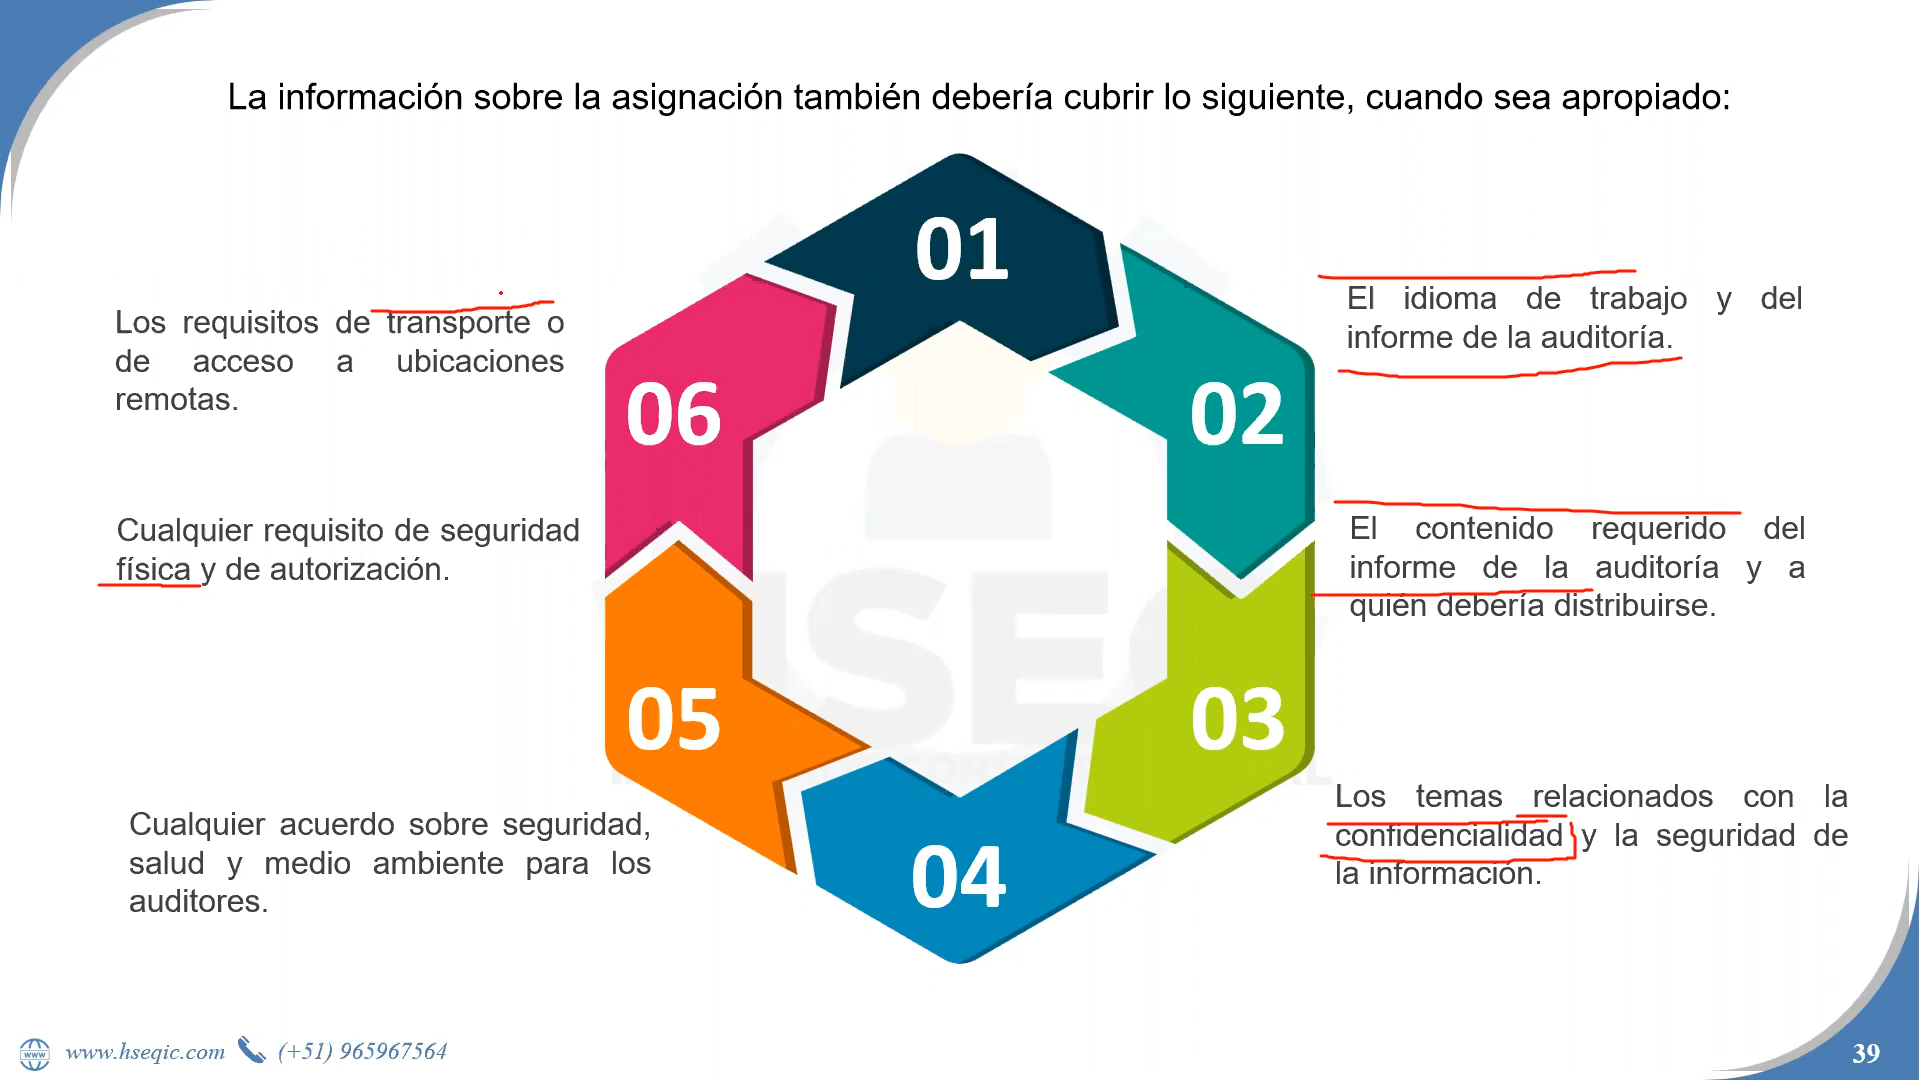 La información sobre la asignación también debería cubrir lo siguiente, cuando sea apropiado:
01
02
03
04
05
06
El idioma de trabajo y del
informe de la auditoría.
El contenido requerido del
informe de la auditoría y a
quién debería distribuirse.
Los temas relacionados con la
confidencialidad y la seguridad de
la información.
Cualquier acuerdo sobre seguridad,
salud y medio ambiente para los
auditores.
Cualquier requisito de seguridad
física y de autorización.
Los requisitos de transporte o
de acceso a ubicaciones
remotas.
www
www.hseqic.com (+51) 965967564
39